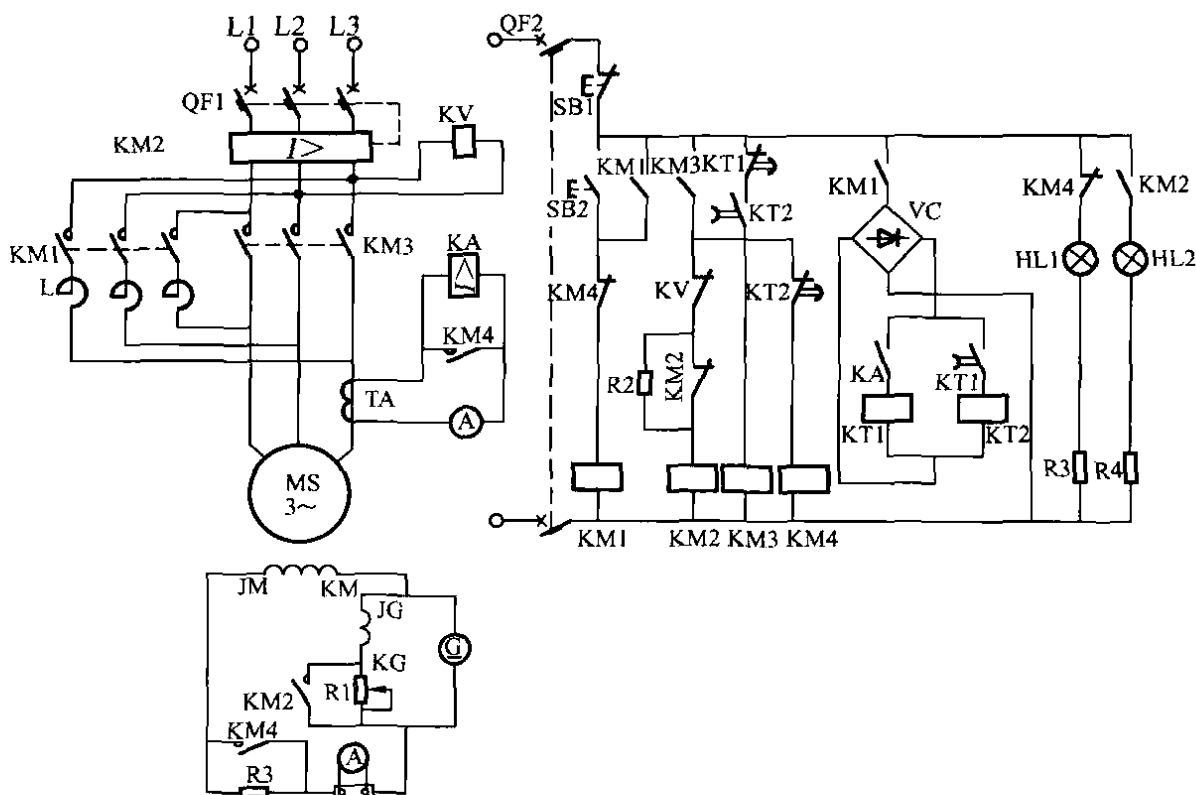 L1 L2 L3
QF1
KM2
I>
KV
KM1
KM3
L
KA
KM4
TA
A
MS
3~
QF2
SB1
KM1
KM3
KT1
KM1
KM4
KM2
SB2
KT2
VC
HL1
HL2
KM4
KV
KT2
R2
KM2
KA
KT1
KT1
KT2
R3
R4
KM1
KM2
KM3
KM4
JM
KM
JG
G
KG
KM2
R1
KM4
A
R3